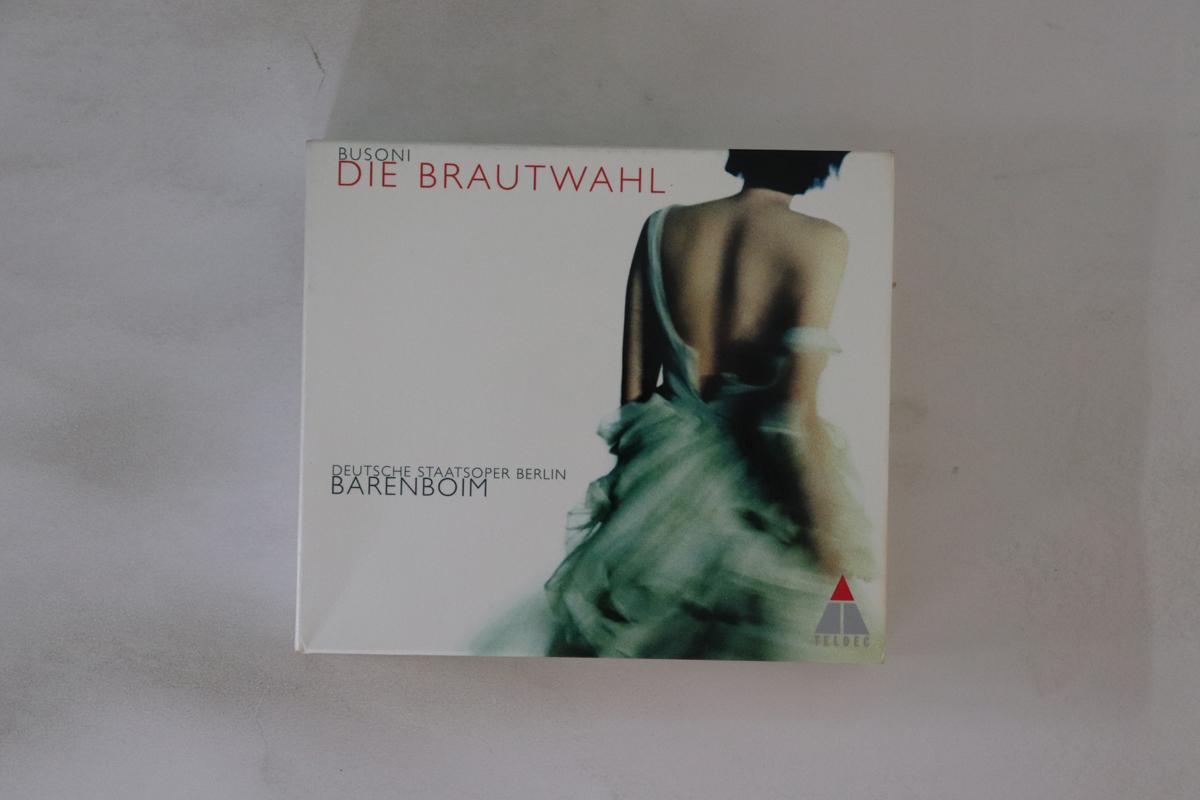 BUSONI
DIE BRAUTWAHL
DEUTSCHE STAATSOPER BERLIN
BARENBOIM
TELDEC